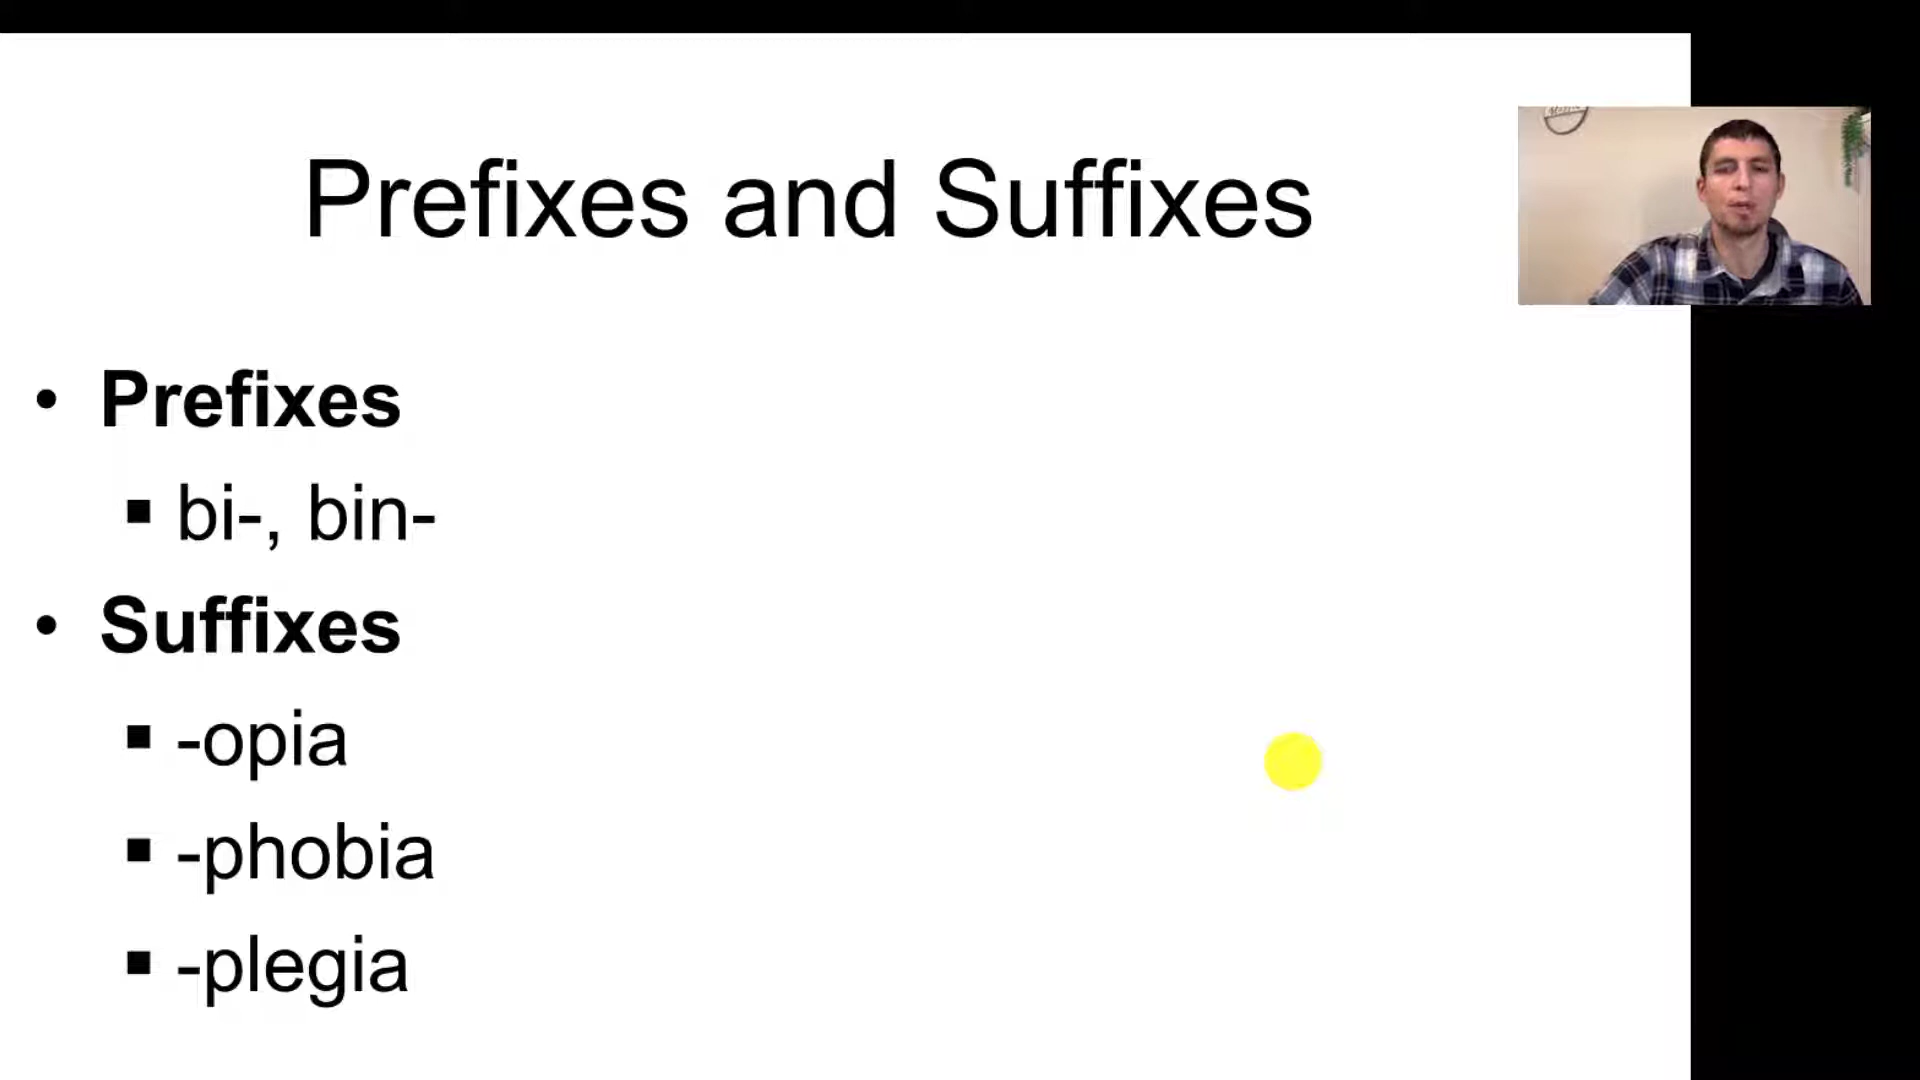 Prefixes and Suffixes
• Prefixes
▪ bi-, bin-
• Suffixes
▪ -opia
▪ -phobia
▪ -plegia